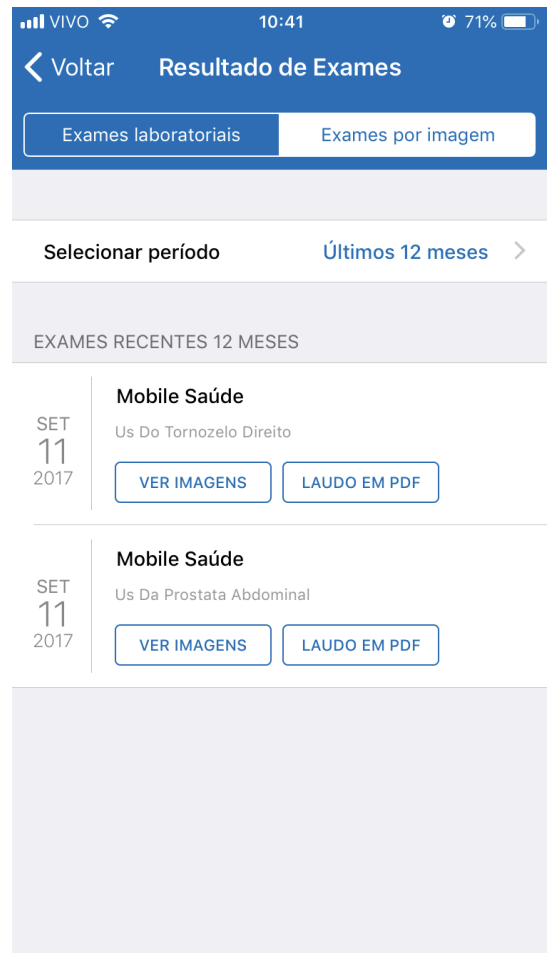 VIVO 10:41 71%
Voltar Resultado de Exames
Exames laboratoriais Exames por imagem
Selecionar período Últimos 12 meses
EXAMES RECENTES 12 MESES
SET
11
2017
Mobile Saúde
Us Do Tornozelo Direito
VER IMAGENS LAUDO EM PDF
SET
11
2017
Mobile Saúde
Us Da Prostata Abdominal
VER IMAGENS LAUDO EM PDF